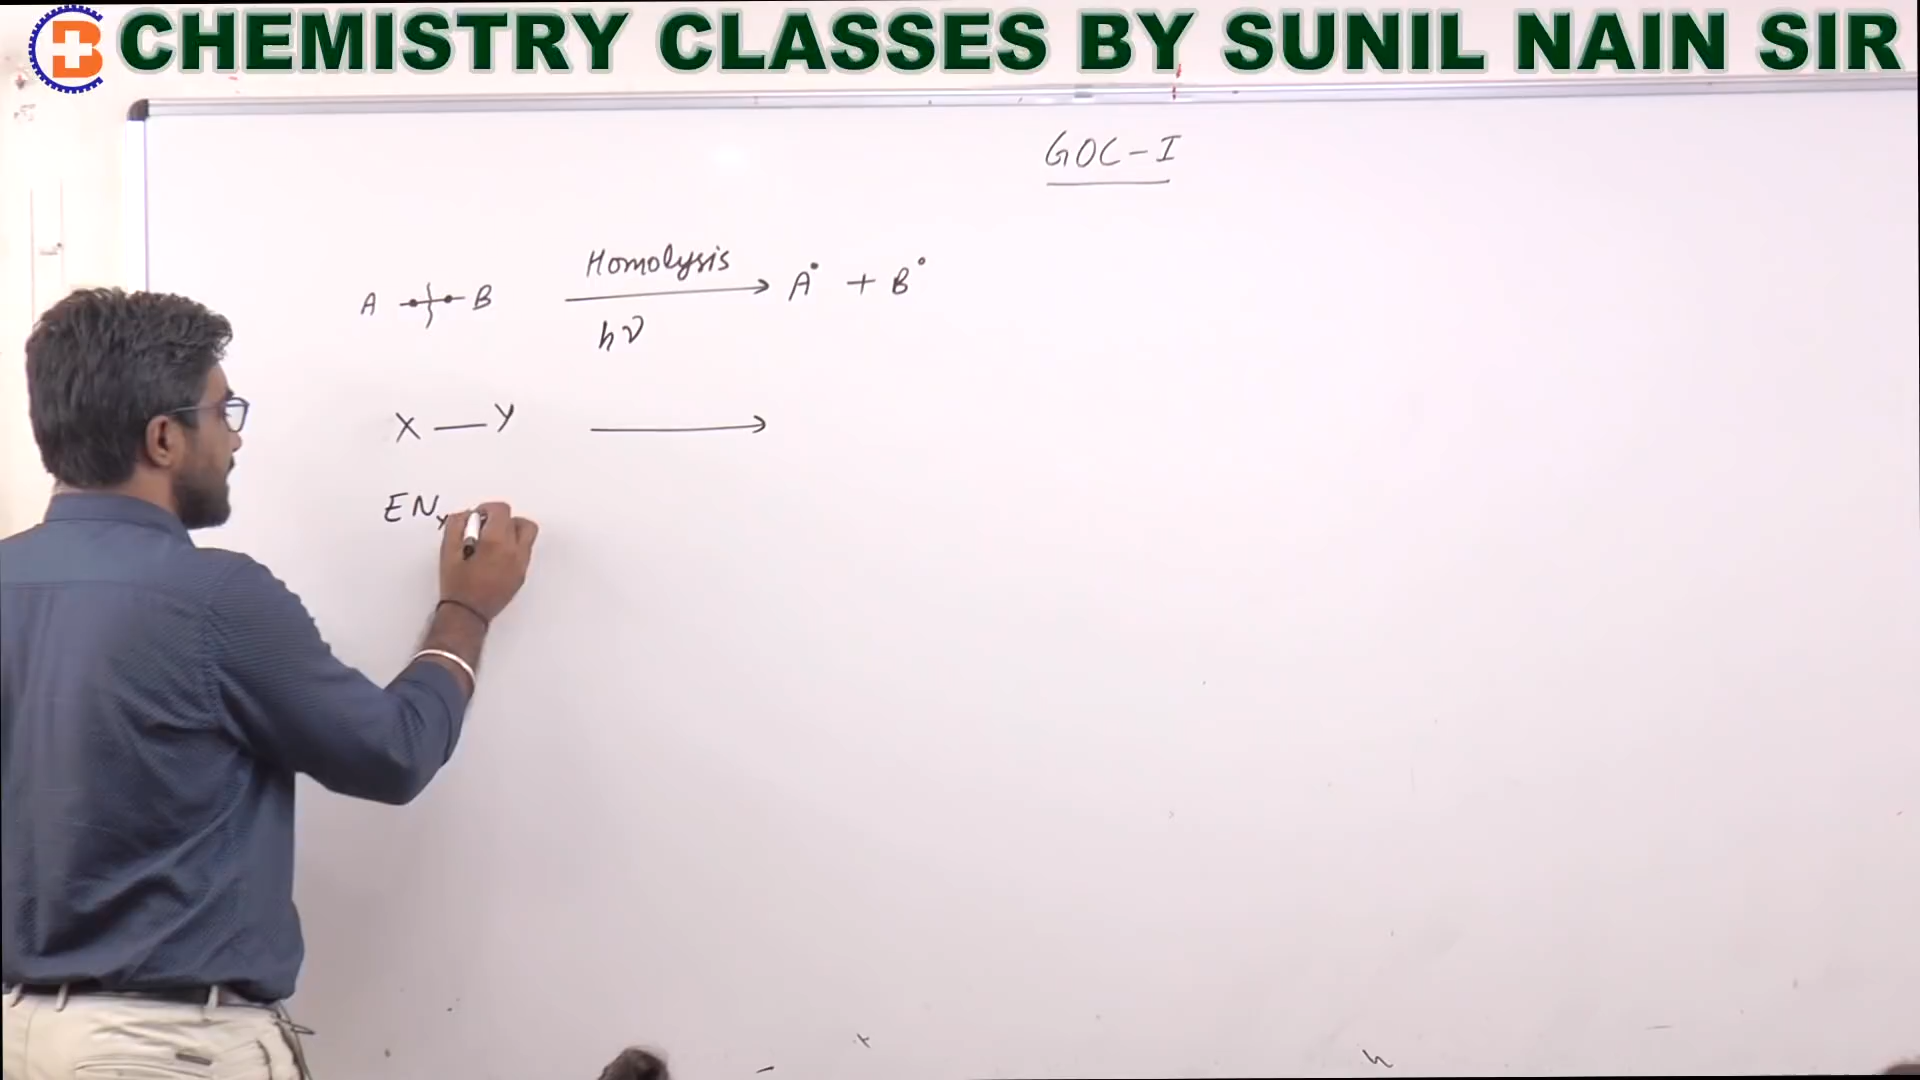 CHEMISTRY CLASSES BY SUNIL NAIN SIR
GOC-I
A — B Homolysis hν → A• + B•
X — Y →
EN